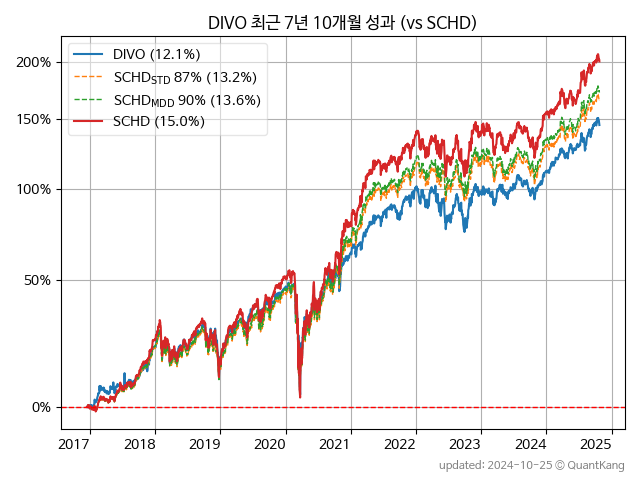 DIVO 최근 7년 10개월 성과 (vs SCHD)
DIVO (12.1%)
SCHD_STD 87% (13.2%)
SCHD_MDD 90% (13.6%)
SCHD (15.0%)
200%
150%
100%
50%
0%
2017 2018 2019 2020 2021 2022 2023 2024 2025
updated: 2024-10-25 © QuantKang